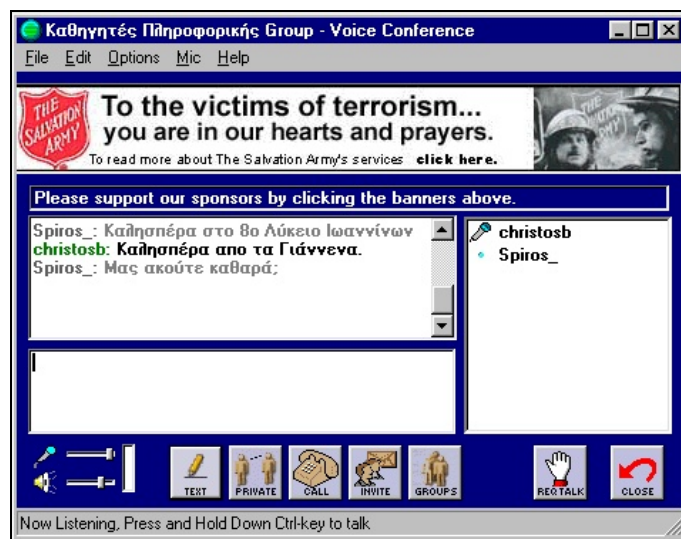 Καθηγητές Πληροφορικής Group - Voice Conference
File Edit Options Mic Help
THE SALVATION ARMY
To the victims of terrorism...
you are in our hearts and prayers.
To read more about The Salvation Army's services click here.
Please support our sponsors by clicking the banners above.
Spiros_: Καλησπέρα στο 8ο Λύκειο Ιωαννίνων
christosb: Καλησπέρα απο τα Γιάννενα.
Spiros_: Μας ακούτε καθαρά;
christosb
Spiros_
TEXT PRIVATE CALL INVITE GROUPS REQ TALK CLOSE
Now Listening, Press and Hold Down Ctrl-key to talk